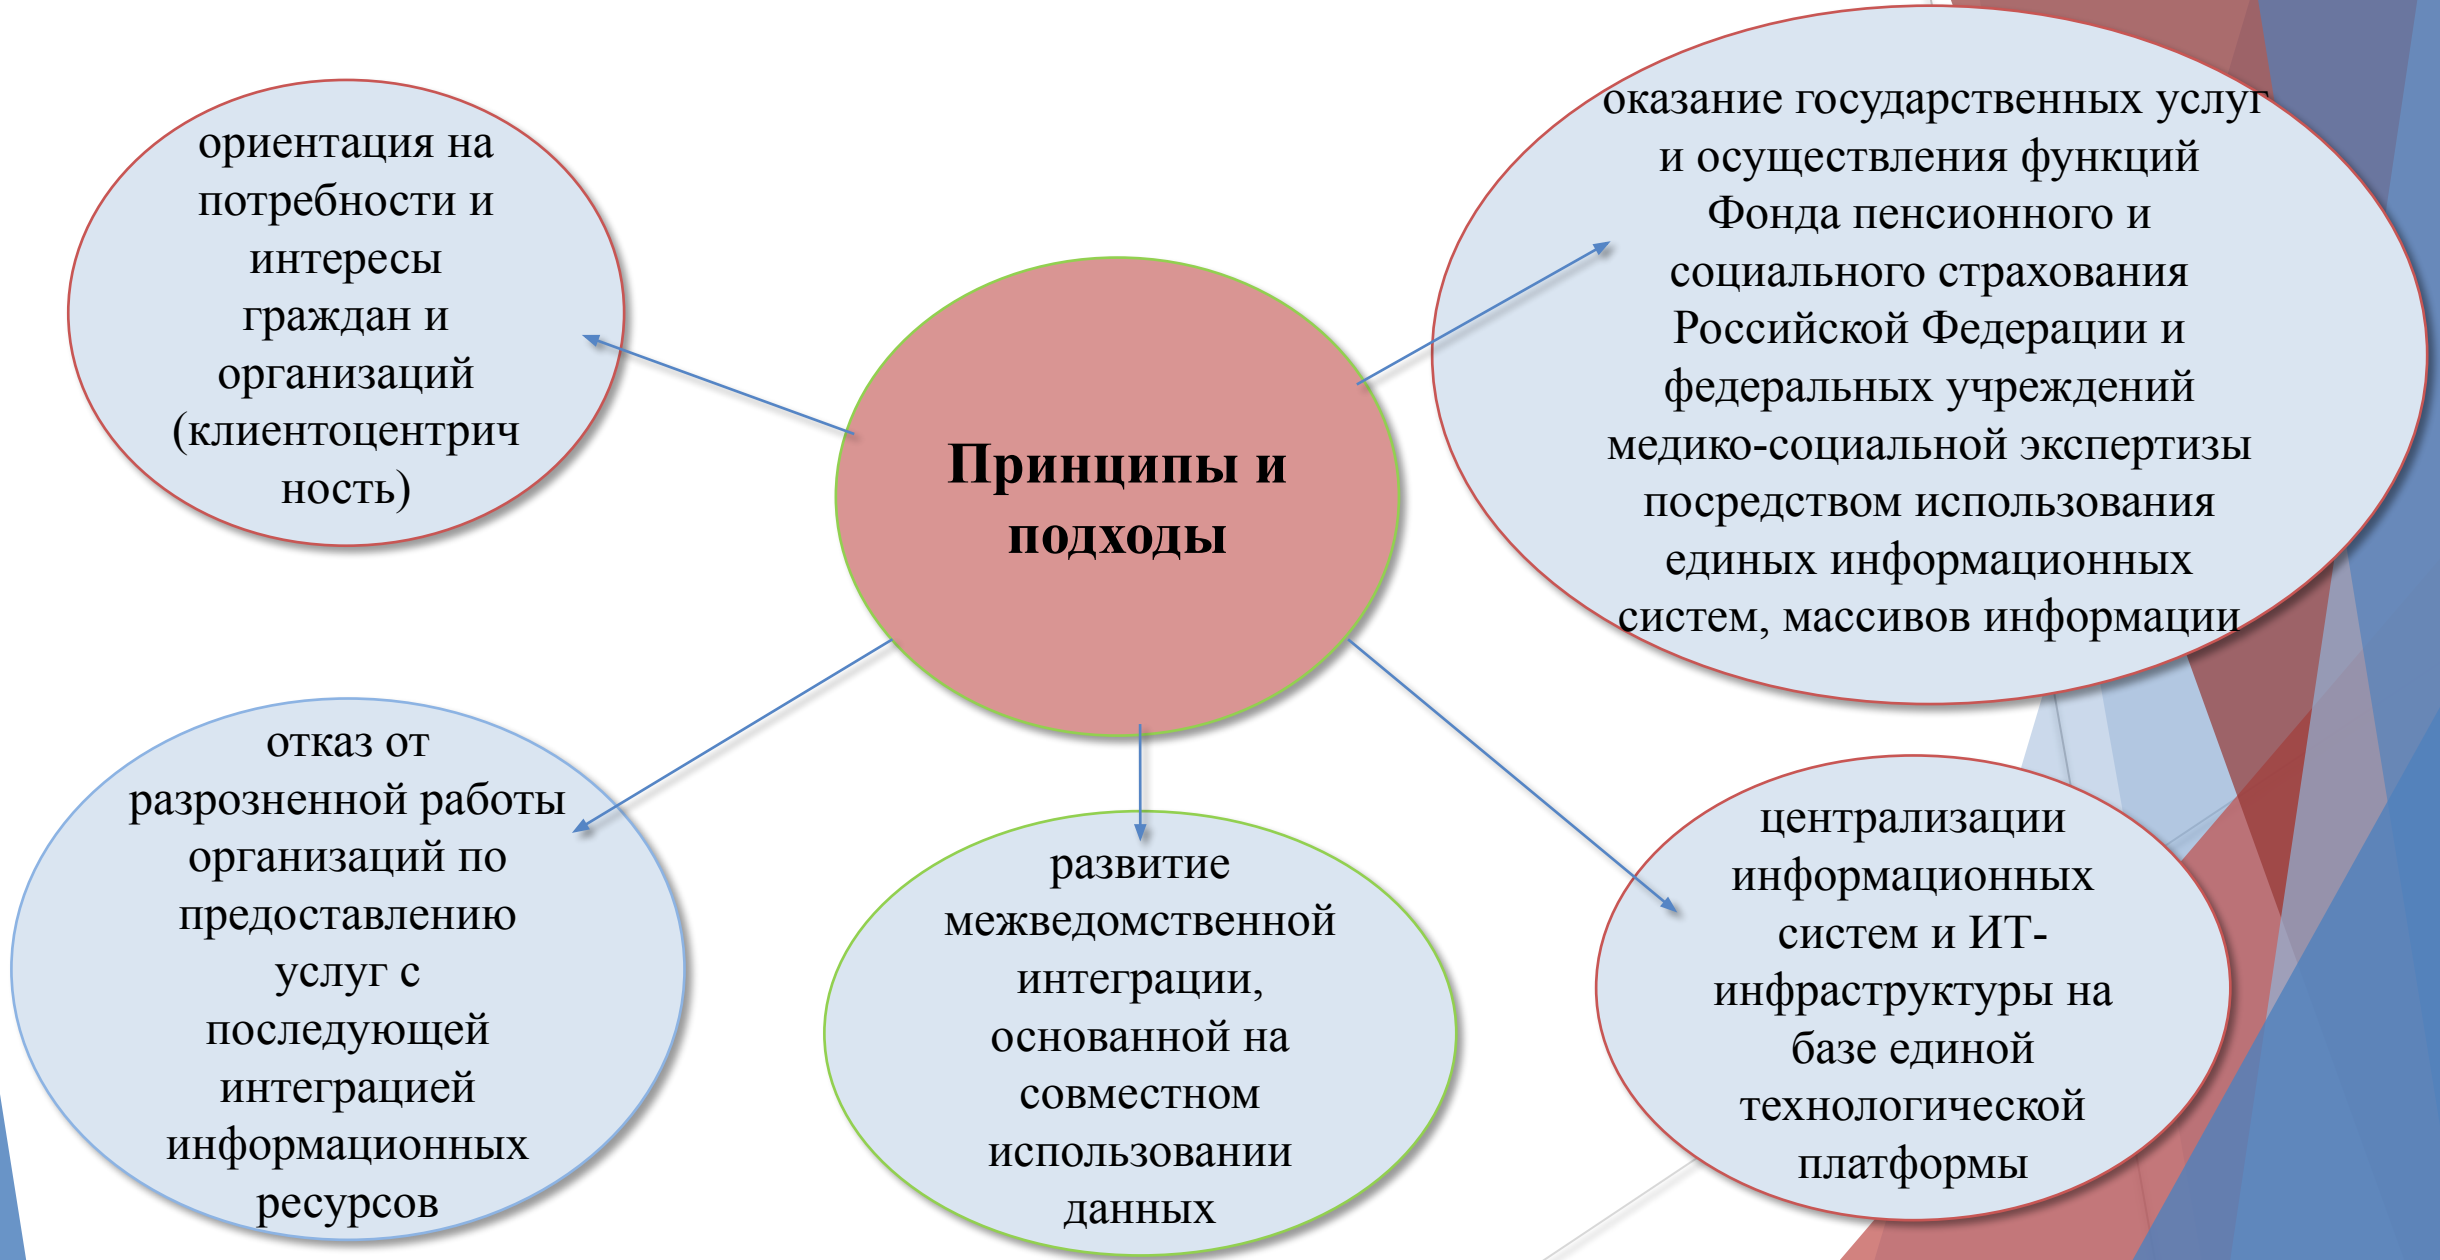 ориентация на
потребности и
интересы
граждан и
организаций
(клиентоцентрич
ность)
Принципы и
подходы
оказание государственных услуг
и осуществления функций
Фонда пенсионного и
социального страхования
Российской Федерации и
федеральных учреждений
медико-социальной экспертизы
посредством использования
единых информационных
систем, массивов информации
отказ от
разрозненной работы
организаций по
предоставлению
услуг с
последующей
интеграцией
информационных
ресурсов
развитие
межведомственной
интеграции,
основанной на
совместном
использовании
данных
централизации
информационных
систем и ИТ-
инфраструктуры на
базе единой
технологической
платформы